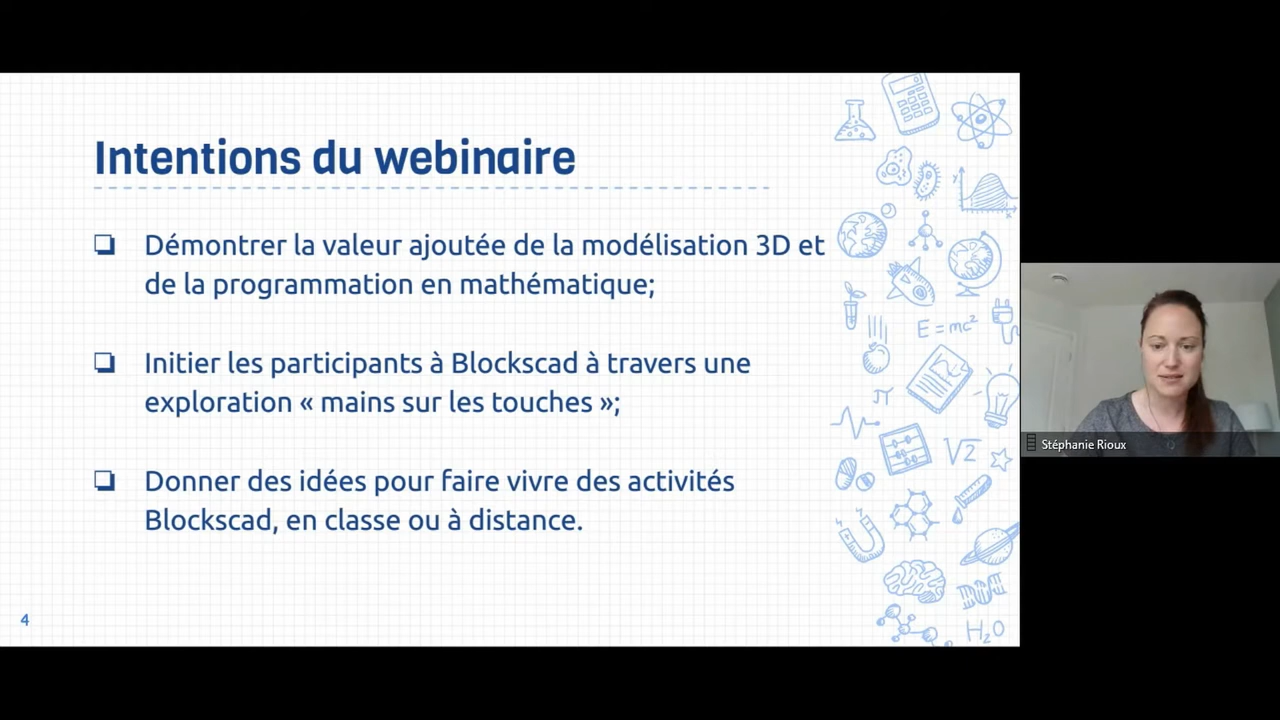 Intentions du webinaire
❏ Démontrer la valeur ajoutée de la modélisation 3D et
de la programmation en mathématique;
❏ Initier les participants à Blockscad à travers une
exploration « mains sur les touches »;
❏ Donner des idées pour faire vivre des activités
Blockscad, en classe ou à distance.
4
y
x
E=mc²
π
√2
H₂O
Stéphanie Rioux